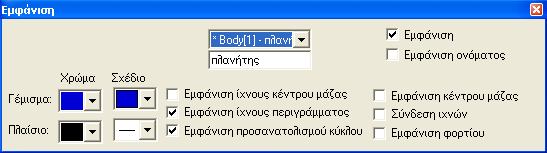 Εμφάνιση
* Body[1] - πλανή
Εμφάνιση
πλανήτης
Εμφάνιση ονόματος
Χρώμα Σχέδιο
Γέμισμα:
Εμφάνιση ίχνους κέντρου μάζας
Εμφάνιση κέντρου μάζας
Εμφάνιση ίχνους περιγράμματος
Σύνδεση ιχνών
Πλαίσιο:
Εμφάνιση προσανατολισμού κύκλου
Εμφάνιση φορτίου